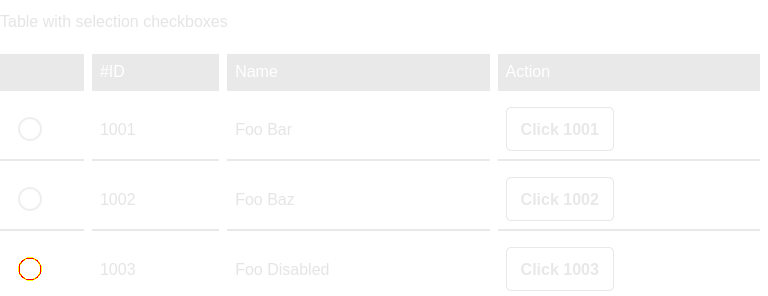 Table with selection checkboxes
#ID Name Action
1001 Foo Bar Click 1001
1002 Foo Baz Click 1002
1003 Foo Disabled Click 1003